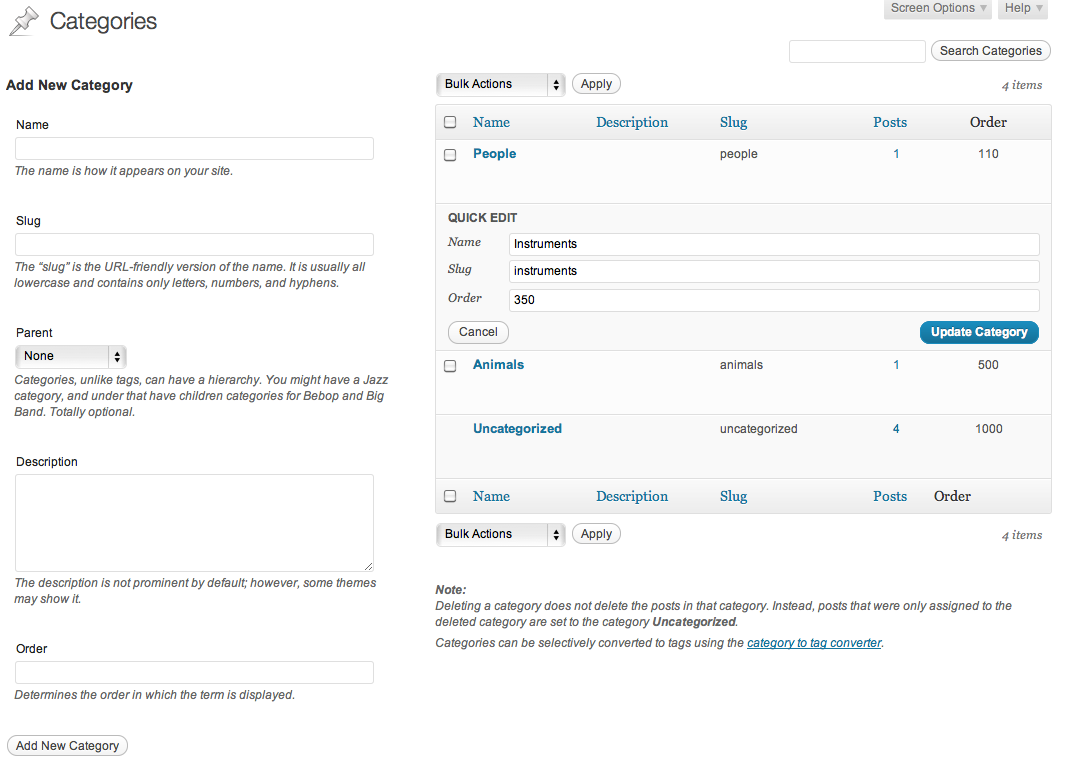 Screen Options
Help
Categories
Search Categories
Add New Category
Name
The name is how it appears on your site.
Slug
The “slug” is the URL-friendly version of the name. It is usually all
lowercase and contains only letters, numbers, and hyphens.
Parent
None
Categories, unlike tags, can have a hierarchy. You might have a Jazz
category, and under that have children categories for Bebop and Big
Band. Totally optional.
Description
The description is not prominent by default; however, some themes
may show it.
Order
Determines the order in which the term is displayed.
Add New Category
Bulk Actions Apply 4 items
Name Description Slug Posts Order
People people 1 110
QUICK EDIT
Name Instruments
Slug instruments
Order 350
Cancel Update Category
Animals animals 1 500
Uncategorized uncategorized 4 1000
Name Description Slug Posts Order
Bulk Actions Apply 4 items
Note:
Deleting a category does not delete the posts in that category. Instead, posts that were only assigned to the
deleted category are set to the category Uncategorized.
Categories can be selectively converted to tags using the category to tag converter.